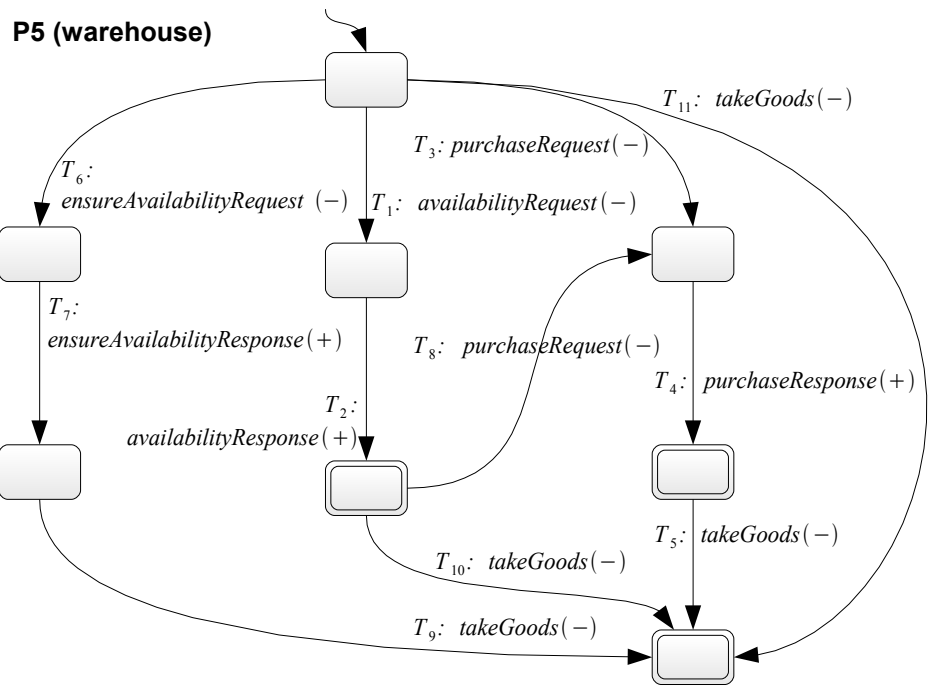 P5 (warehouse)
T₁₁: takeGoods(−)
T₃: purchaseRequest(−)
T₆:
ensureAvailabilityRequest (−)
T₁: availabilityRequest(−)
T₇:
ensureAvailabilityResponse(+)
T₈: purchaseRequest(−)
T₄: purchaseResponse(+)
T₂:
availabilityResponse(+)
T₅: takeGoods(−)
T₁₀: takeGoods(−)
T₉: takeGoods(−)